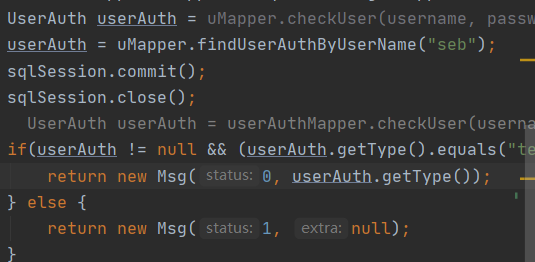 UserAuth userAuth = uMapper.checkUser(username, passw
userAuth = uMapper.findUserAuthByUserName("seb");
sqlSession.commit();
sqlSession.close();
UserAuth userAuth = userAuthMapper.checkUser(userna
if(userAuth != null && (userAuth.getType().equals("te
return new Msg( status: 0, userAuth.getType());
} else {
return new Msg( status: 1, extra: null);
}